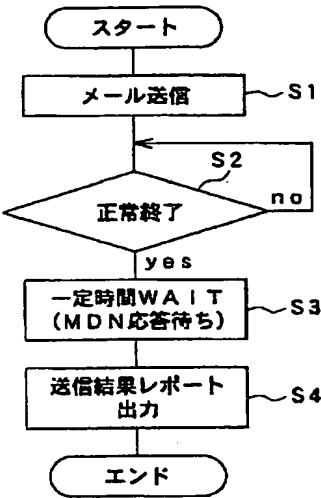 スタート
メール送信
S1
S2
正常終了
no
yes
一定時間WAIT
(MDN応答待ち)
S3
送信結果レポート
出力
S4
エンド